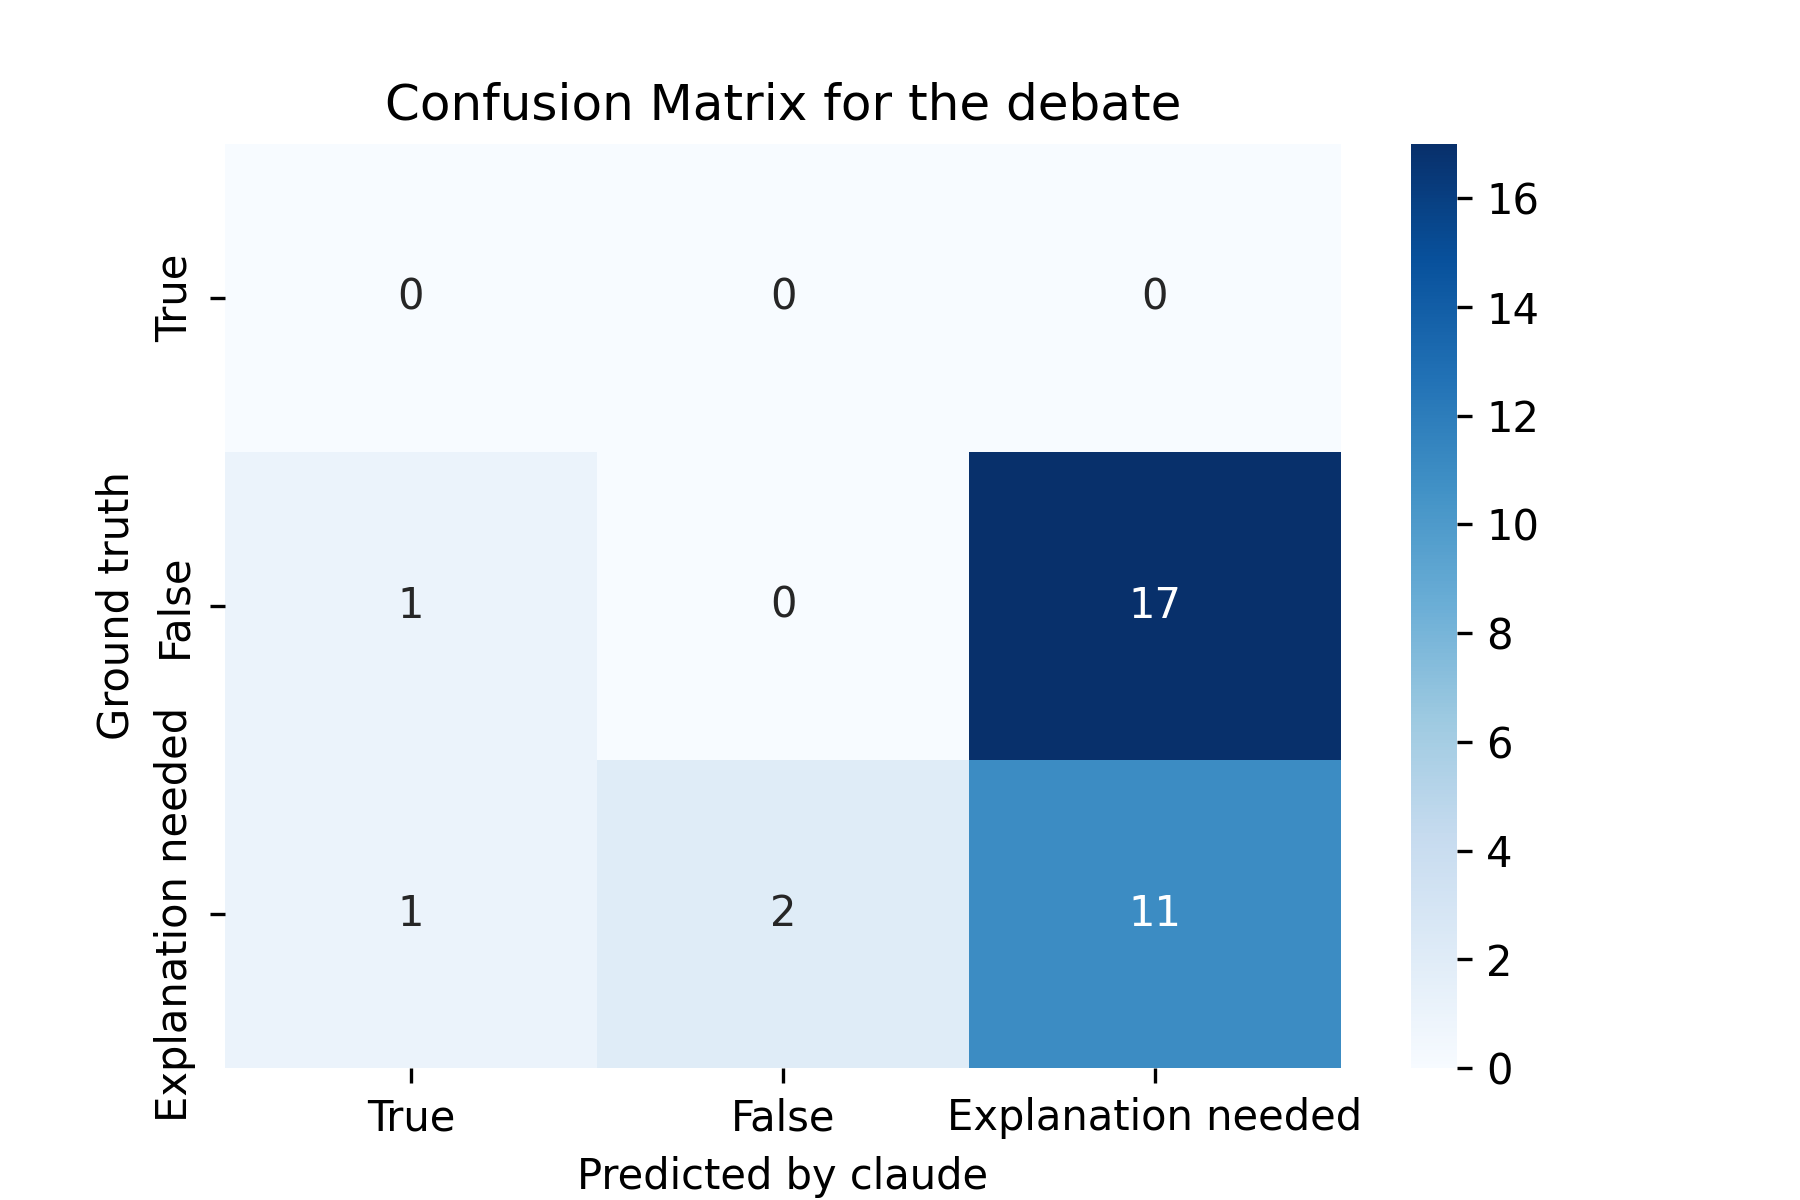 Confusion Matrix for the debate
Ground truth
True
0 0 0
False
1 0 17
Explanation needed
1 2 11
True False Explanation needed
Predicted by claude
16
14
12
10
8
6
4
2
0